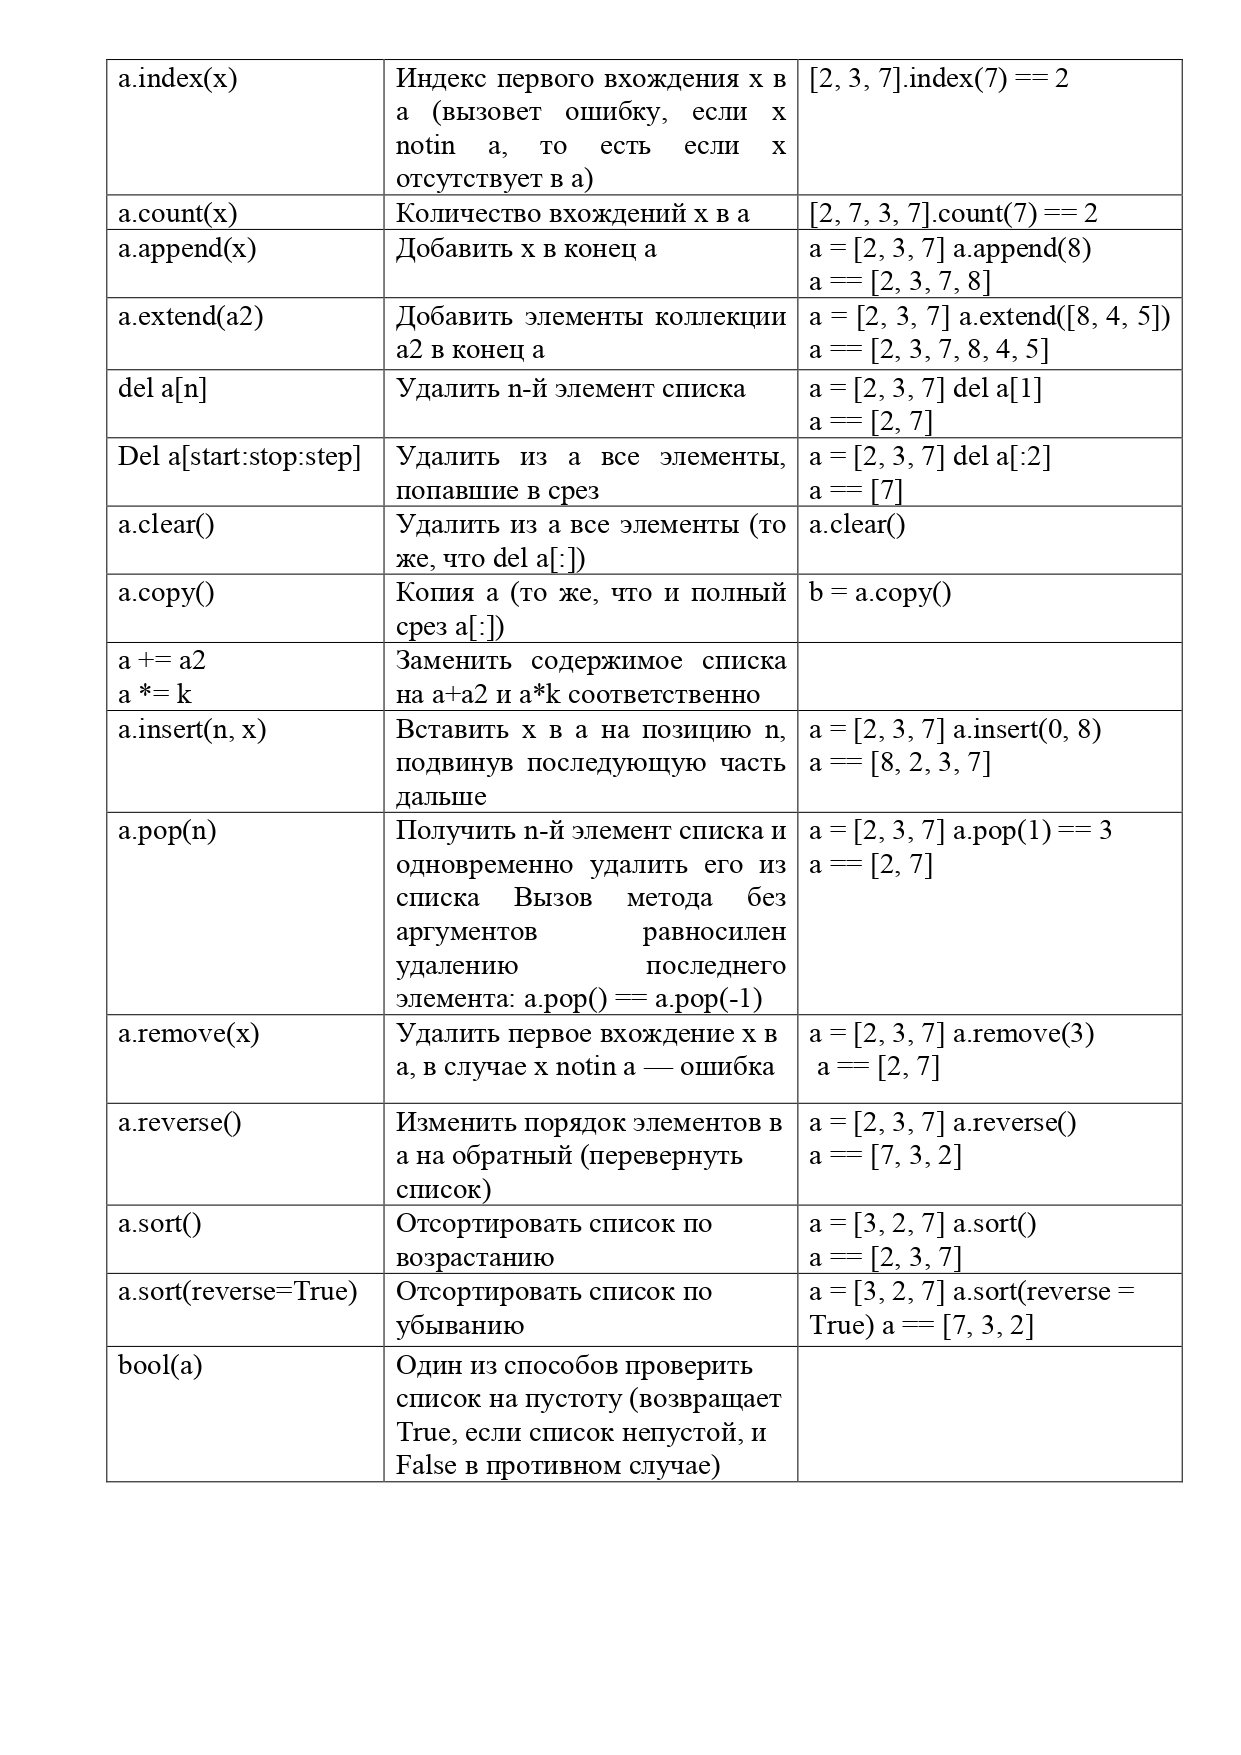 a.index(x)
Индекс первого вхождения x в
a (вызовет ошибку, если x
notin a, то есть если x
отсутствует в a)
[2, 3, 7].index(7) == 2
a.count(x)
Количество вхождений x в a
[2, 7, 3, 7].count(7) == 2
a.append(x)
Добавить x в конец a
a = [2, 3, 7] a.append(8)
a == [2, 3, 7, 8]
a.extend(a2)
Добавить элементы коллекции
a2 в конец a
a = [2, 3, 7] a.extend([8, 4, 5])
a == [2, 3, 7, 8, 4, 5]
del a[n]
Удалить n-й элемент списка
a = [2, 3, 7] del a[1]
a == [2, 7]
Del a[start:stop:step]
Удалить из a все элементы,
попавшие в срез
a = [2, 3, 7] del a[:2]
a == [7]
a.clear()
Удалить из a все элементы (то
же, что del a[:])
a.clear()
a.copy()
Копия a (то же, что и полный
срез a[:])
b = a.copy()
a += a2
a *= k
Заменить содержимое списка
на a+a2 и a*k соответственно
a.insert(n, x)
Вставить x в a на позицию n,
подвинув последующую часть
дальше
a = [2, 3, 7] a.insert(0, 8)
a == [8, 2, 3, 7]
a.pop(n)
Получить n-й элемент списка и
одновременно удалить его из
списка Вызов метода без
аргументов равносилен
удалению последнего
элемента: a.pop() == a.pop(-1)
a = [2, 3, 7] a.pop(1) == 3
a == [2, 7]
a.remove(x)
Удалить первое вхождение x в
a, в случае x notin a — ошибка
a = [2, 3, 7] a.remove(3)
a == [2, 7]
a.reverse()
Изменить порядок элементов в
a на обратный (перевернуть
список)
a = [2, 3, 7] a.reverse()
a == [7, 3, 2]
a.sort()
Отсортировать список по
возрастанию
a = [3, 2, 7] a.sort()
a == [2, 3, 7]
a.sort(reverse=True)
Отсортировать список по
убыванию
a = [3, 2, 7] a.sort(reverse =
True) a == [7, 3, 2]
bool(a)
Один из способов проверить
список на пустоту (возвращает
True, если список непустой, и
False в противном случае)